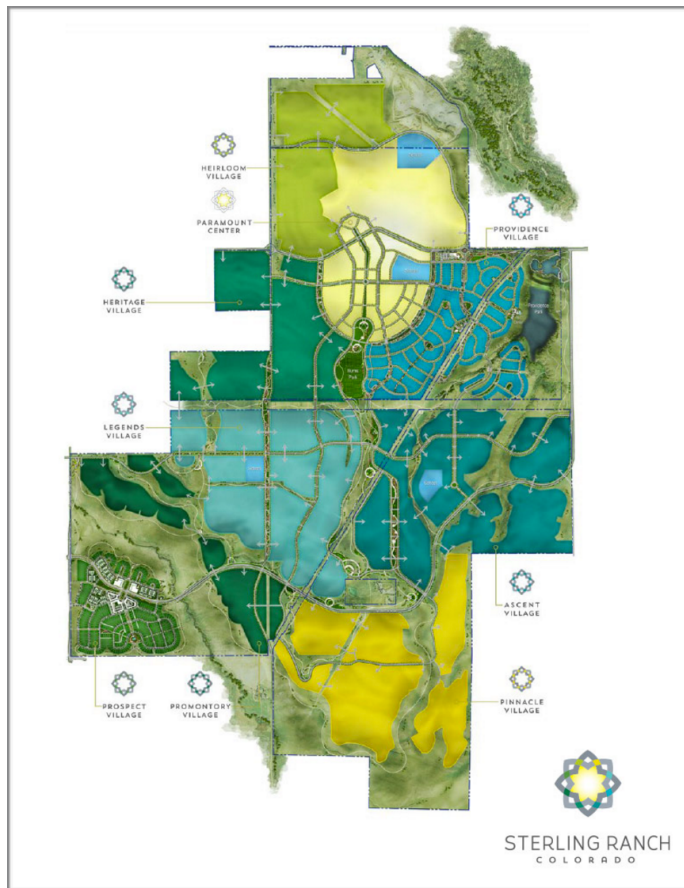 HEIRLOOM
VILLAGE
PARAMOUNT
CENTER
PROVIDENCE
VILLAGE
HERITAGE
VILLAGE
LEGENDS
VILLAGE
ASCENT
VILLAGE
PROSPECT
VILLAGE
PROMONTORY
VILLAGE
PINNACLE
VILLAGE
STERLING RANCH
COLORADO